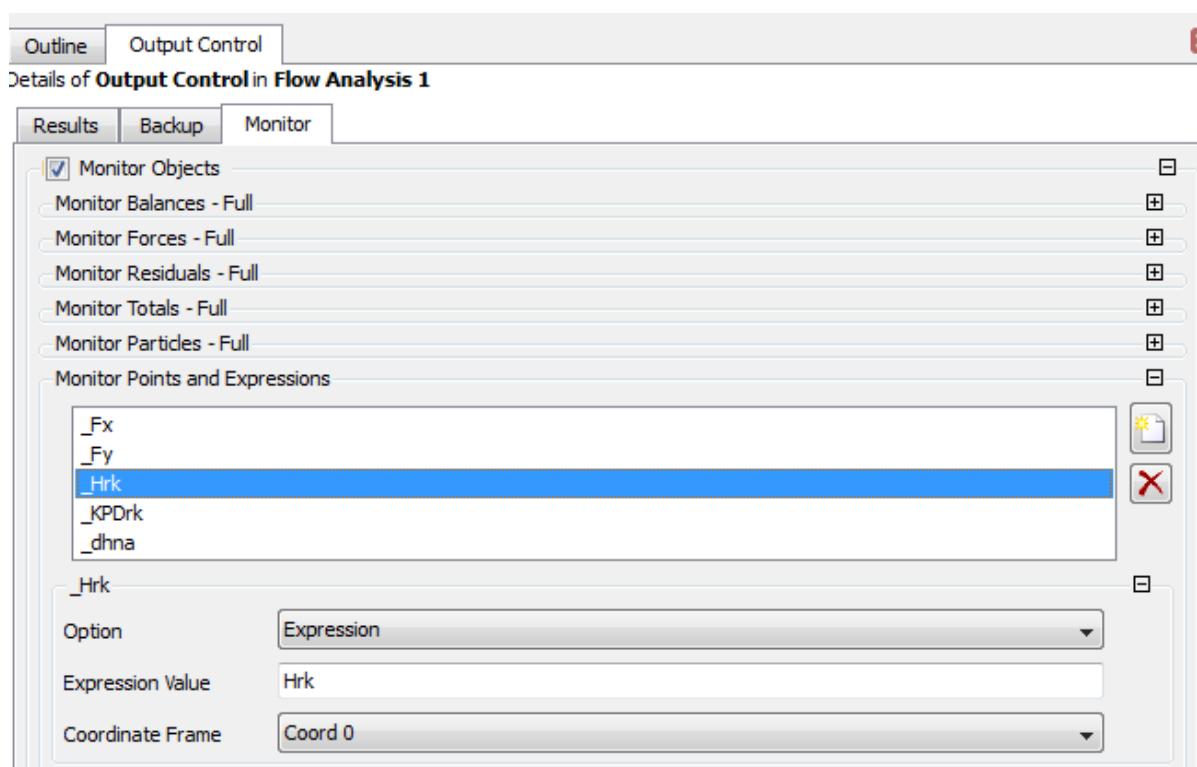 Outline Output Control
Details of Output Control in Flow Analysis 1
Results Backup Monitor
Monitor Objects
Monitor Balances - Full
Monitor Forces - Full
Monitor Residuals - Full
Monitor Totals - Full
Monitor Particles - Full
Monitor Points and Expressions
_Fx
_Fy
_Hrk
_KPDrk
_dhna
_Hrk
Option Expression
Expression Value Hrk
Coordinate Frame Coord 0